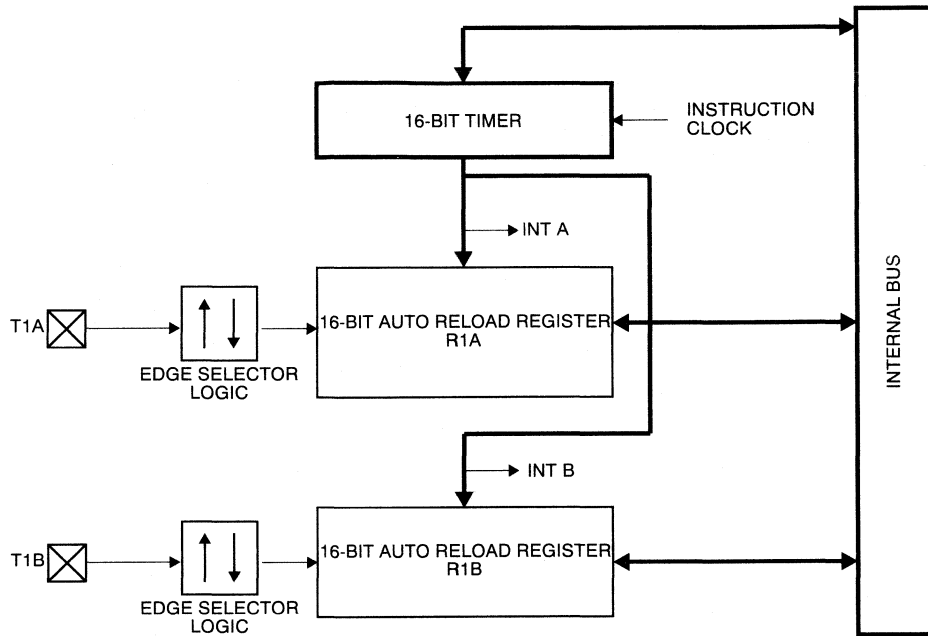 16-BIT TIMER
INSTRUCTION
CLOCK
INT A
T1A
16-BIT AUTO RELOAD REGISTER
R1A
EDGE SELECTOR
LOGIC
INTERNAL BUS
INT B
T1B
16-BIT AUTO RELOAD REGISTER
R1B
EDGE SELECTOR
LOGIC